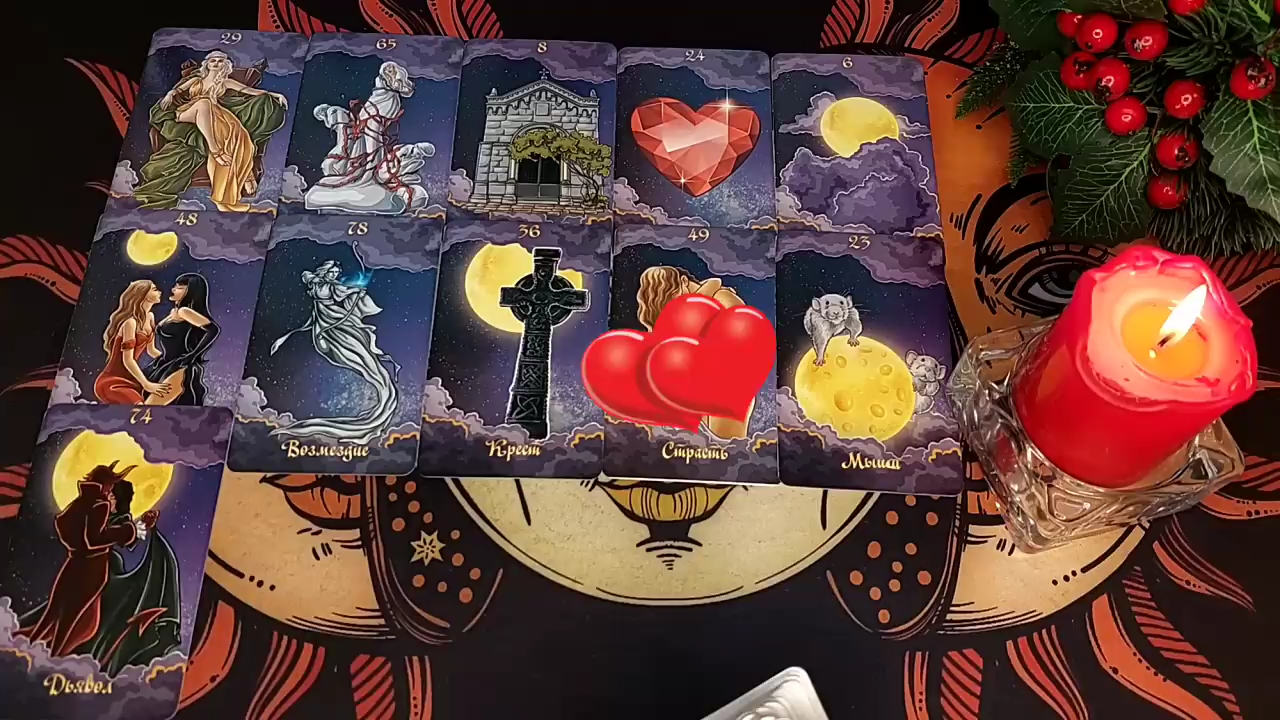 29
65
8
24
6
48
78
36
49
23
Возмездие
Крест
Страсть
Мыши
74
Дьявол